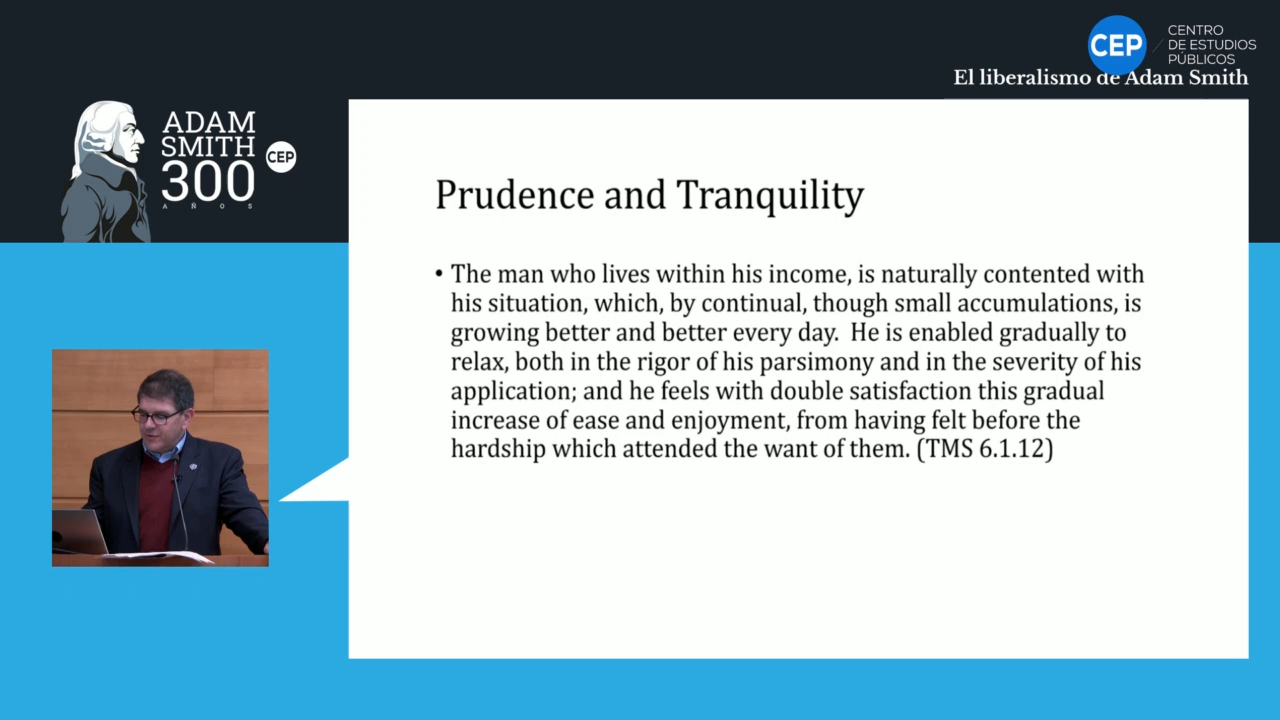 CEP
CENTRO
DE ESTUDIOS
PÚBLICOS
El liberalismo de Adam Smith
ADAM
SMITH
300
AÑOS
CEP
Prudence and Tranquility
• The man who lives within his income, is naturally contented with
his situation, which, by continual, though small accumulations, is
growing better and better every day.  He is enabled gradually to
relax, both in the rigor of his parsimony and in the severity of his
application; and he feels with double satisfaction this gradual
increase of ease and enjoyment, from having felt before the
hardship which attended the want of them. (TMS 6.1.12)